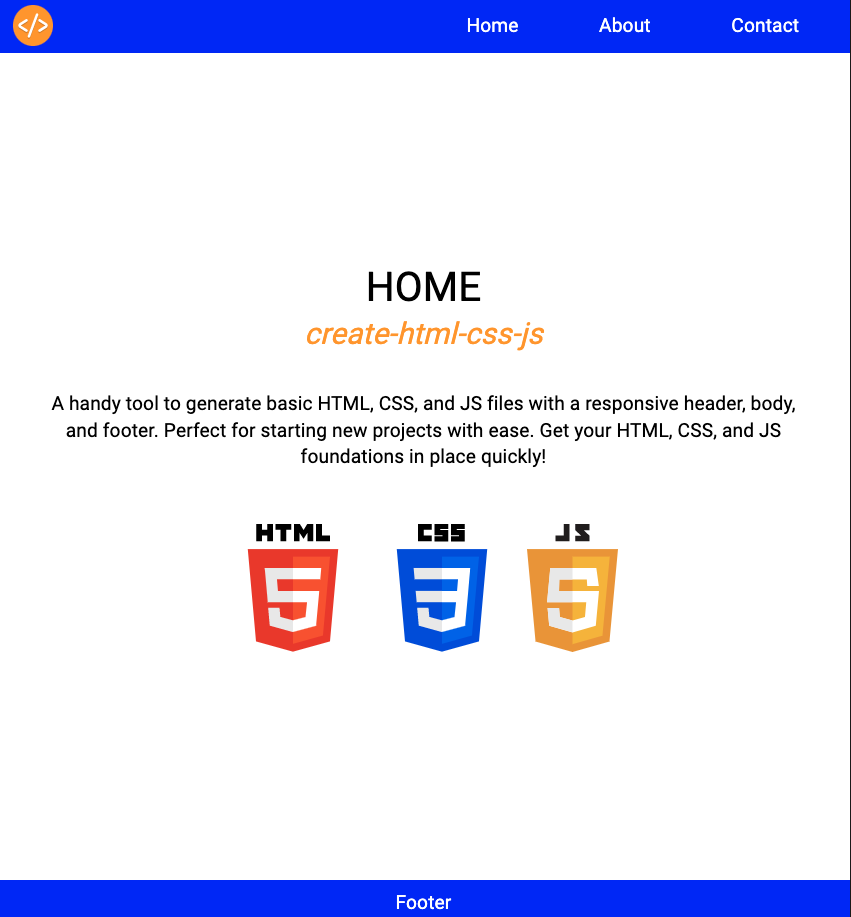 </>
Home About Contact
HOME
create-html-css-js
A handy tool to generate basic HTML, CSS, and JS files with a responsive header, body,
and footer. Perfect for starting new projects with ease. Get your HTML, CSS, and JS
foundations in place quickly!
HTML CSS JS
5 3 5
Footer